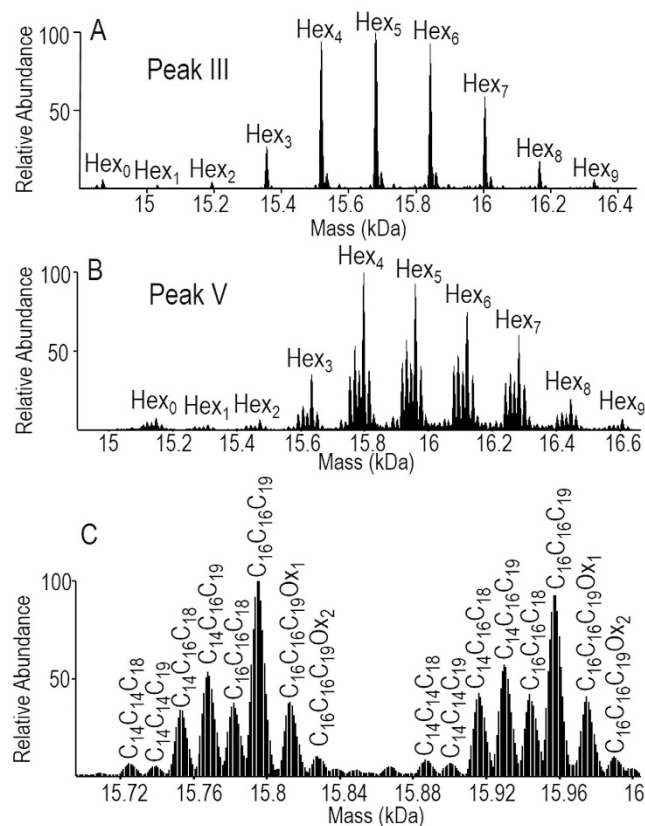 A
Peak III
Relative Abundance
100
50
Hex₀
Hex₁
Hex₂
Hex₃
Hex₄
Hex₅
Hex₆
Hex₇
Hex₈
Hex₉
15 15.2 15.4 15.6 15.8 16 16.2 16.4
Mass (kDa)
B
Peak V
Relative Abundance
100
50
Hex₀
Hex₁
Hex₂
Hex₃
Hex₄
Hex₅
Hex₆
Hex₇
Hex₈
Hex₉
15 15.2 15.4 15.6 15.8 16 16.2 16.4 16.6
Mass (kDa)
C
Relative Abundance
100
50
C₁₄C₁₄C₁₈
C₁₄C₁₄C₁₉
C₁₄C₁₆C₁₈
C₁₄C₁₆C₁₉
C₁₆C₁₆C₁₈
C₁₆C₁₆C₁₉
C₁₆C₁₆C₁₉Ox₁
C₁₆C₁₆C₁₉Ox₂
C₁₄C₁₄C₁₈
C₁₄C₁₄C₁₉
C₁₄C₁₆C₁₈
C₁₄C₁₆C₁₉
C₁₆C₁₆C₁₈
C₁₆C₁₆C₁₉
C₁₆C₁₆C₁₉Ox₁
C₁₆C₁₆C₁₉Ox₂
15.72 15.76 15.8 15.84 15.88 15.92 15.96 16
Mass (kDa)